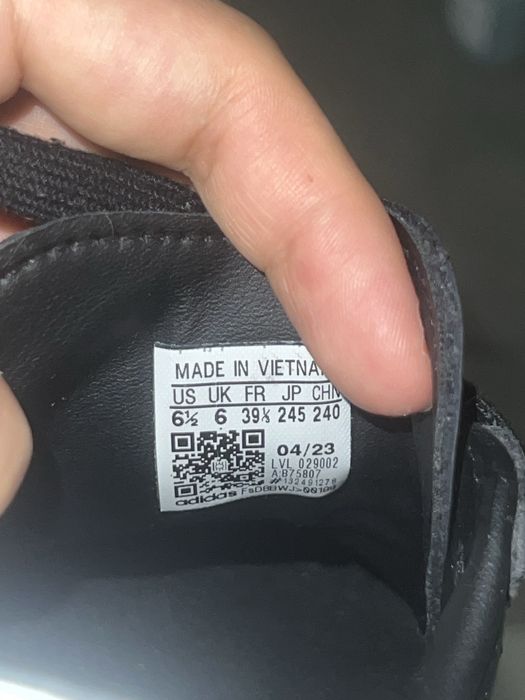 MADE IN VIETNA
US UK FR JP CHN
6½ 6 39⅓ 245 240
04/23
LVL 029002
A:B75807
adidas